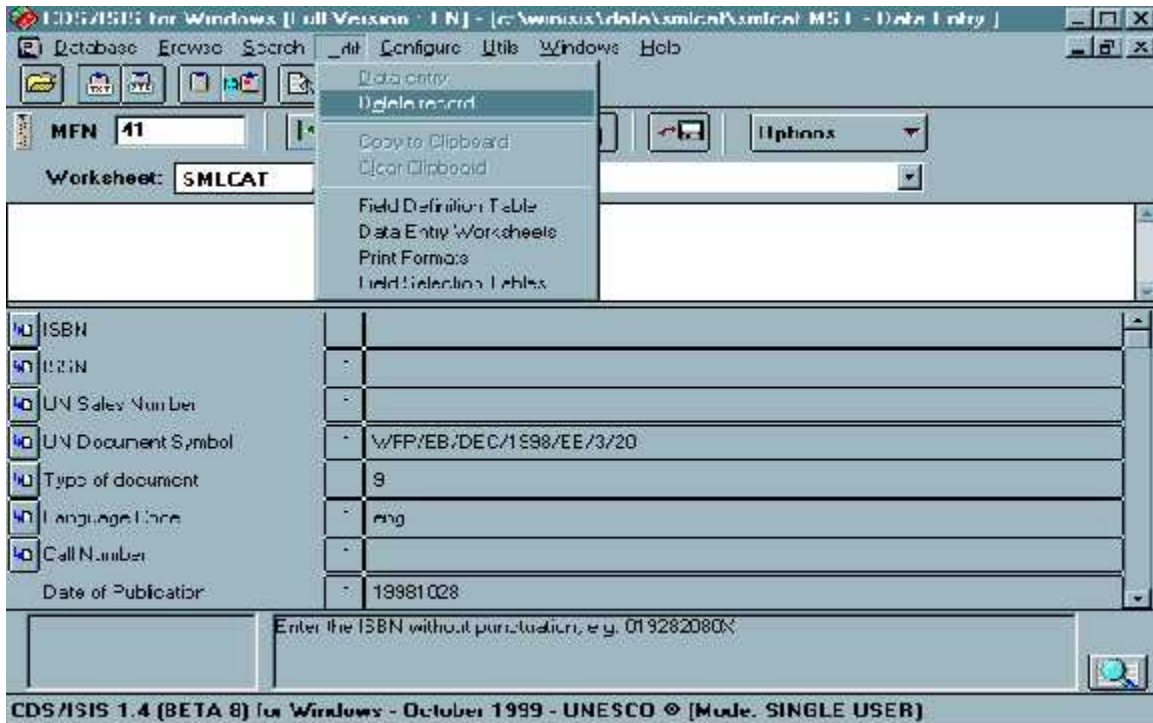 CDS/ISIS for Windows [Full Version : EN] - [c:\winisis\data\smlcat\smlcat.MST - Data Entry ]
Database Browse Search Edit Configure Utils Windows Help
Data entry
Delete record
Copy to Clipboard
Clear Clipboard
Field Definition Table
Data Entry Worksheets
Print Formats
Field Selection Tables
MFN 41 Options
Worksheet: SMLCAT
ISBN
ISSN
UN Sales Number
UN Document Symbol WFP/EB/DEC/1998/EE/3/20
Type of document 9
Language Code eng
Call Number
Date of Publication 19981028
Enter the ISBN without punctuation, e.g. 019282080X
CDS/ISIS 1.4 (BETA 8) for Windows - October 1999 - UNESCO © [Mode: SINGLE USER]